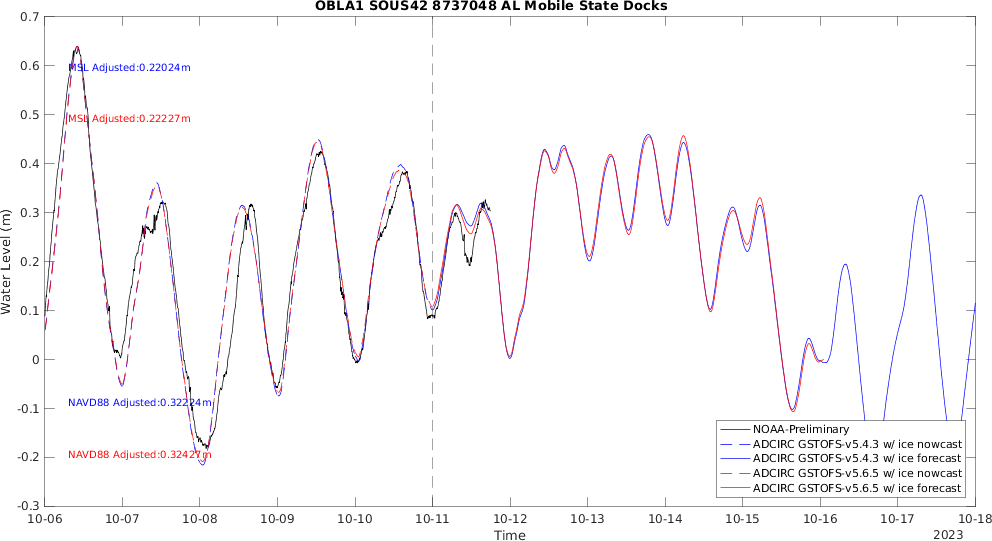 OBLA1 SOUS42 8737048 AL Mobile State Docks
Water Level (m)
0.7
0.6
0.5
0.4
0.3
0.2
0.1
0
-0.1
-0.2
-0.3
MSL Adjusted:0.22024m
MSL Adjusted:0.22227m
NAVD88 Adjusted:0.32224m
NAVD88 Adjusted:0.32427m
NOAA-Preliminary
ADCIRC GSTOFS-v5.4.3 w/ ice nowcast
ADCIRC GSTOFS-v5.4.3 w/ ice forecast
ADCIRC GSTOFS-v5.6.5 w/ ice nowcast
ADCIRC GSTOFS-v5.6.5 w/ ice forecast
10-06 10-07 10-08 10-09 10-10 10-11 10-12 10-13 10-14 10-15 10-16 10-17 10-18
Time
2023